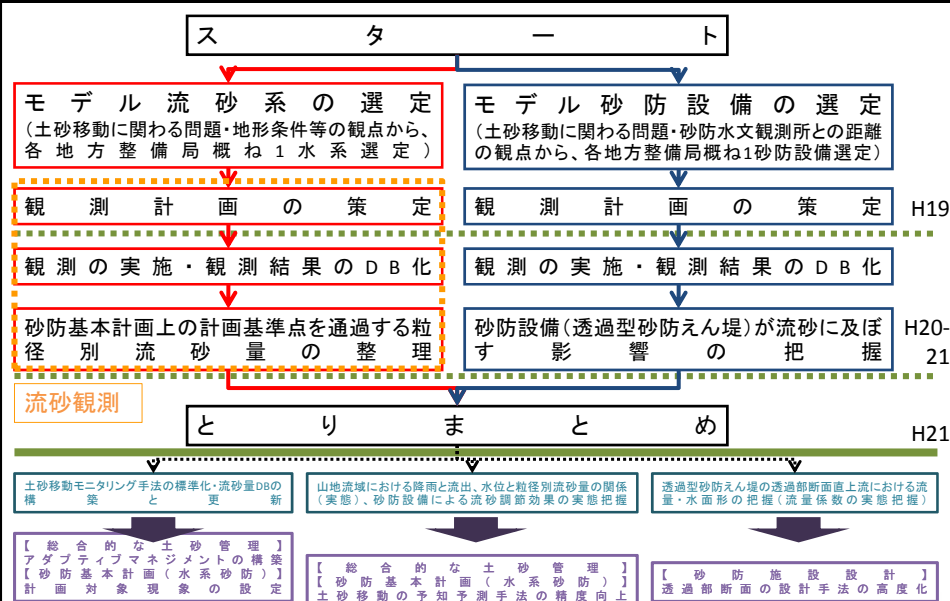 スタート
モデル流砂系の選定
(土砂移動に関わる問題・地形条件等の観点から、
各地方整備局概ね1水系選定)
モデル砂防設備の選定
(土砂移動に関わる問題・砂防水文観測所との距離
の観点から、各地方整備局概ね1砂防設備選定)
観測計画の策定
観測計画の策定
H19
観測の実施・観測結果のDB化
観測の実施・観測結果のDB化
砂防基本計画上の計画基準点を通過する粒
径別流砂量の整理
砂防設備(透過型砂防えん堤)が流砂に及ぼ
す影響の把握
H20-
21
流砂観測
とりまとめ
H21
土砂移動モニタリング手法の標準化・流砂量DBの
構築と更新
山地流域における降雨と流出、水位と粒径別流砂量の関係
(実態)、砂防設備による流砂調節効果の実態把握
透過型砂防えん堤の透過部断面直上流における流
量・水面形の把握(流量係数の実態把握)
【総合的な土砂管理】
アダプティブマネジメントの構築
【砂防基本計画(水系砂防)】
計画対象現象の設定
【総合的な土砂管理】
【砂防基本計画(水系砂防)】
土砂移動の予知予測手法の精度向上
【砂防施設設計】
透過部断面の設計手法の高度化